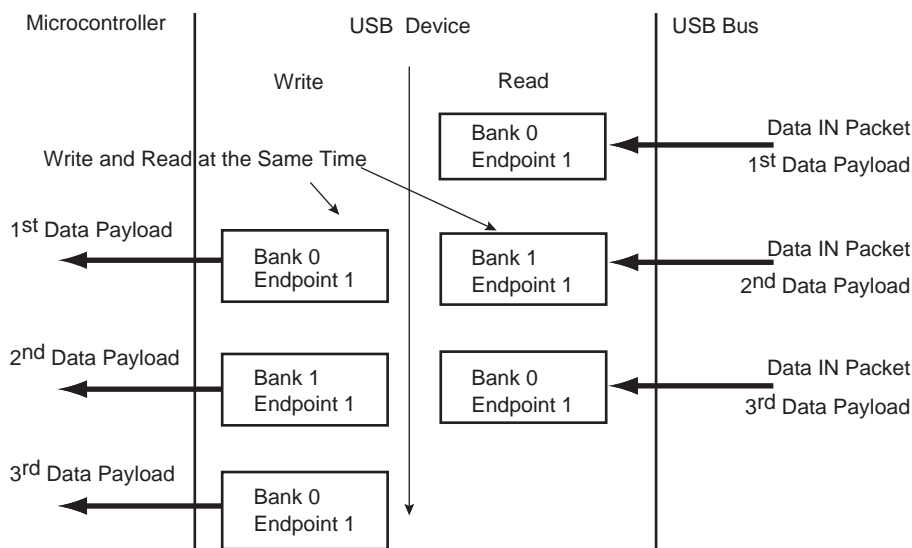 Microcontroller
USB Device
USB Bus
Write
Read
Bank 0
Endpoint 1
Data IN Packet
1st Data Payload
Write and Read at the Same Time
1st Data Payload
Bank 0
Endpoint 1
Bank 1
Endpoint 1
Data IN Packet
2nd Data Payload
2nd Data Payload
Bank 1
Endpoint 1
Bank 0
Endpoint 1
Data IN Packet
3rd Data Payload
3rd Data Payload
Bank 0
Endpoint 1